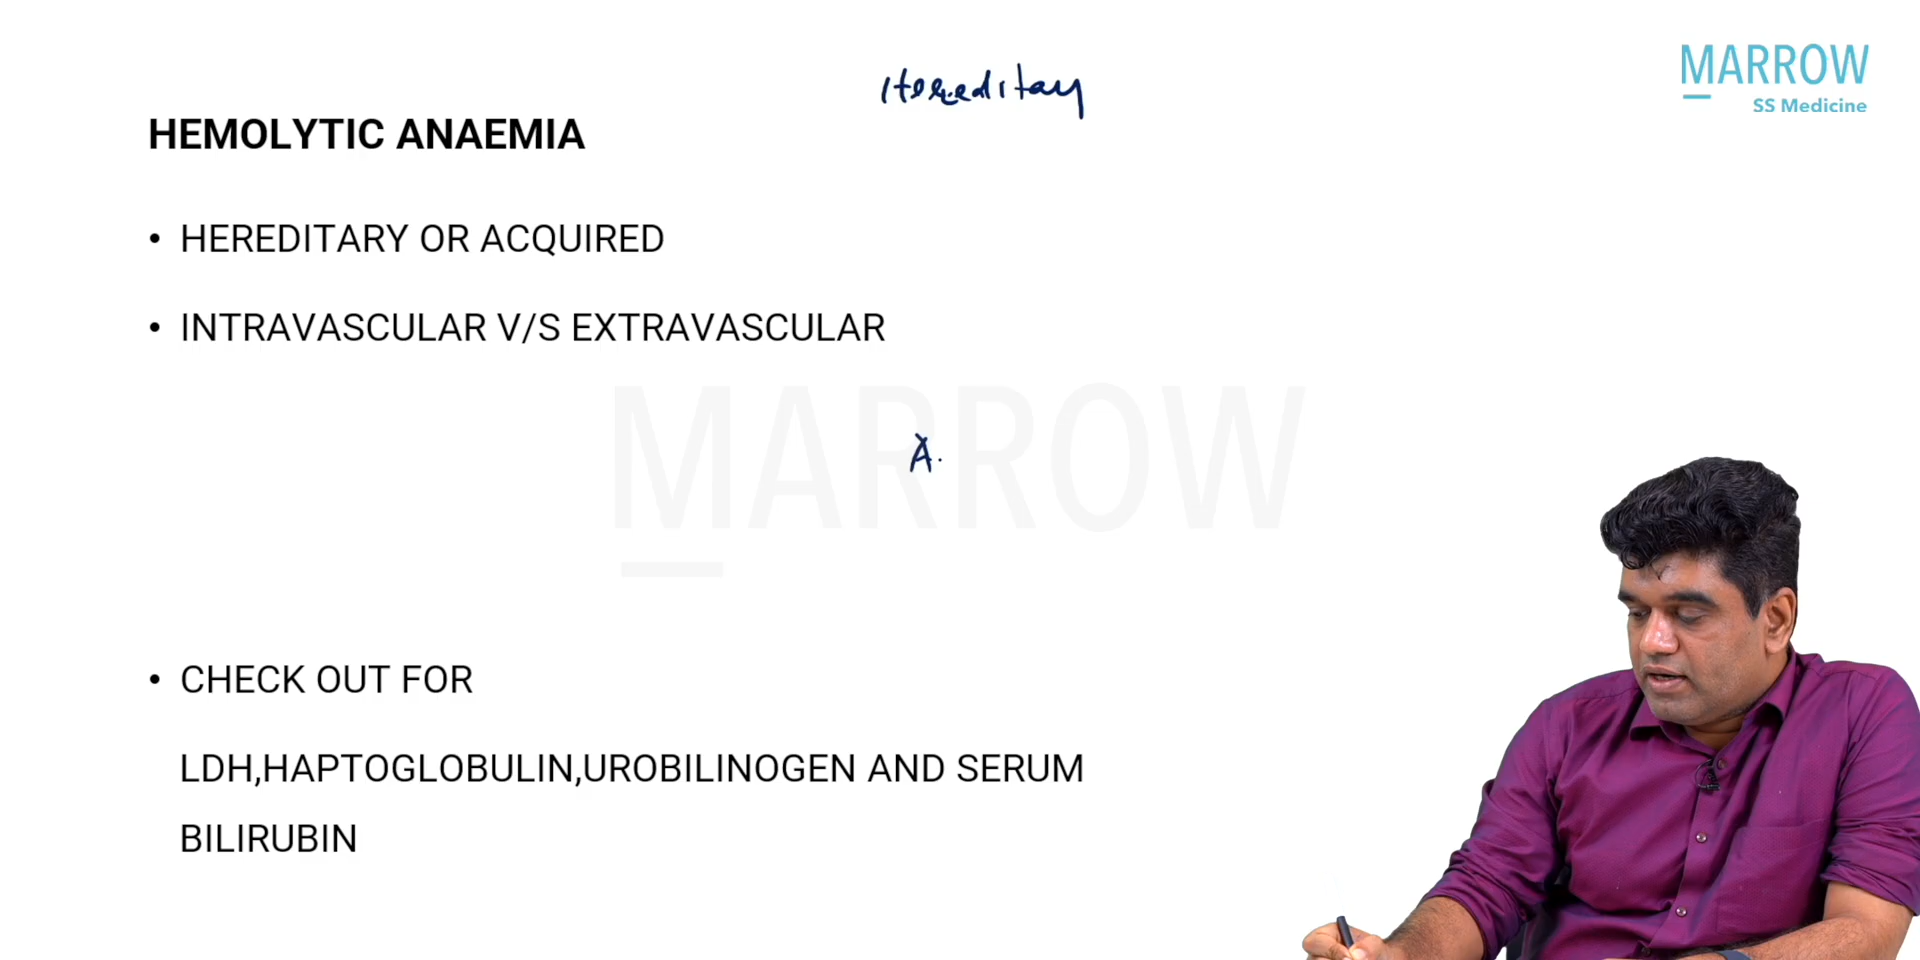 Hereditary
MARROW
SS Medicine
HEMOLYTIC ANAEMIA
• HEREDITARY OR ACQUIRED
• INTRAVASCULAR V/S EXTRAVASCULAR
MARROW
A.
• CHECK OUT FOR
LDH,HAPTOGLOBULIN,UROBILINOGEN AND SERUM
BILIRUBIN